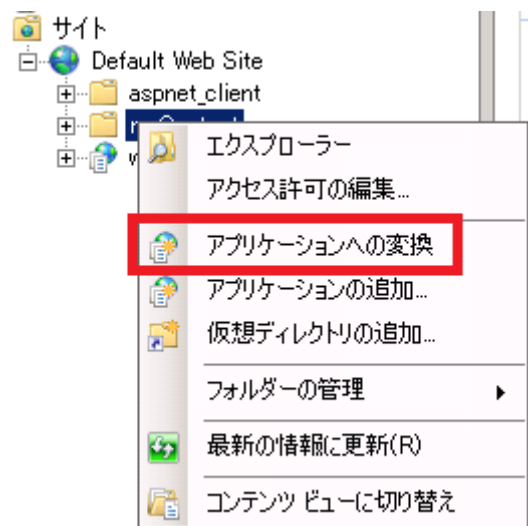 サイト
Default Web Site
aspnet_client
エクスプローラー
アクセス許可の編集...
アプリケーションへの変換
アプリケーションの追加...
仮想ディレクトリの追加...
フォルダーの管理
最新の情報に更新(R)
コンテンツ ビューに切り替え